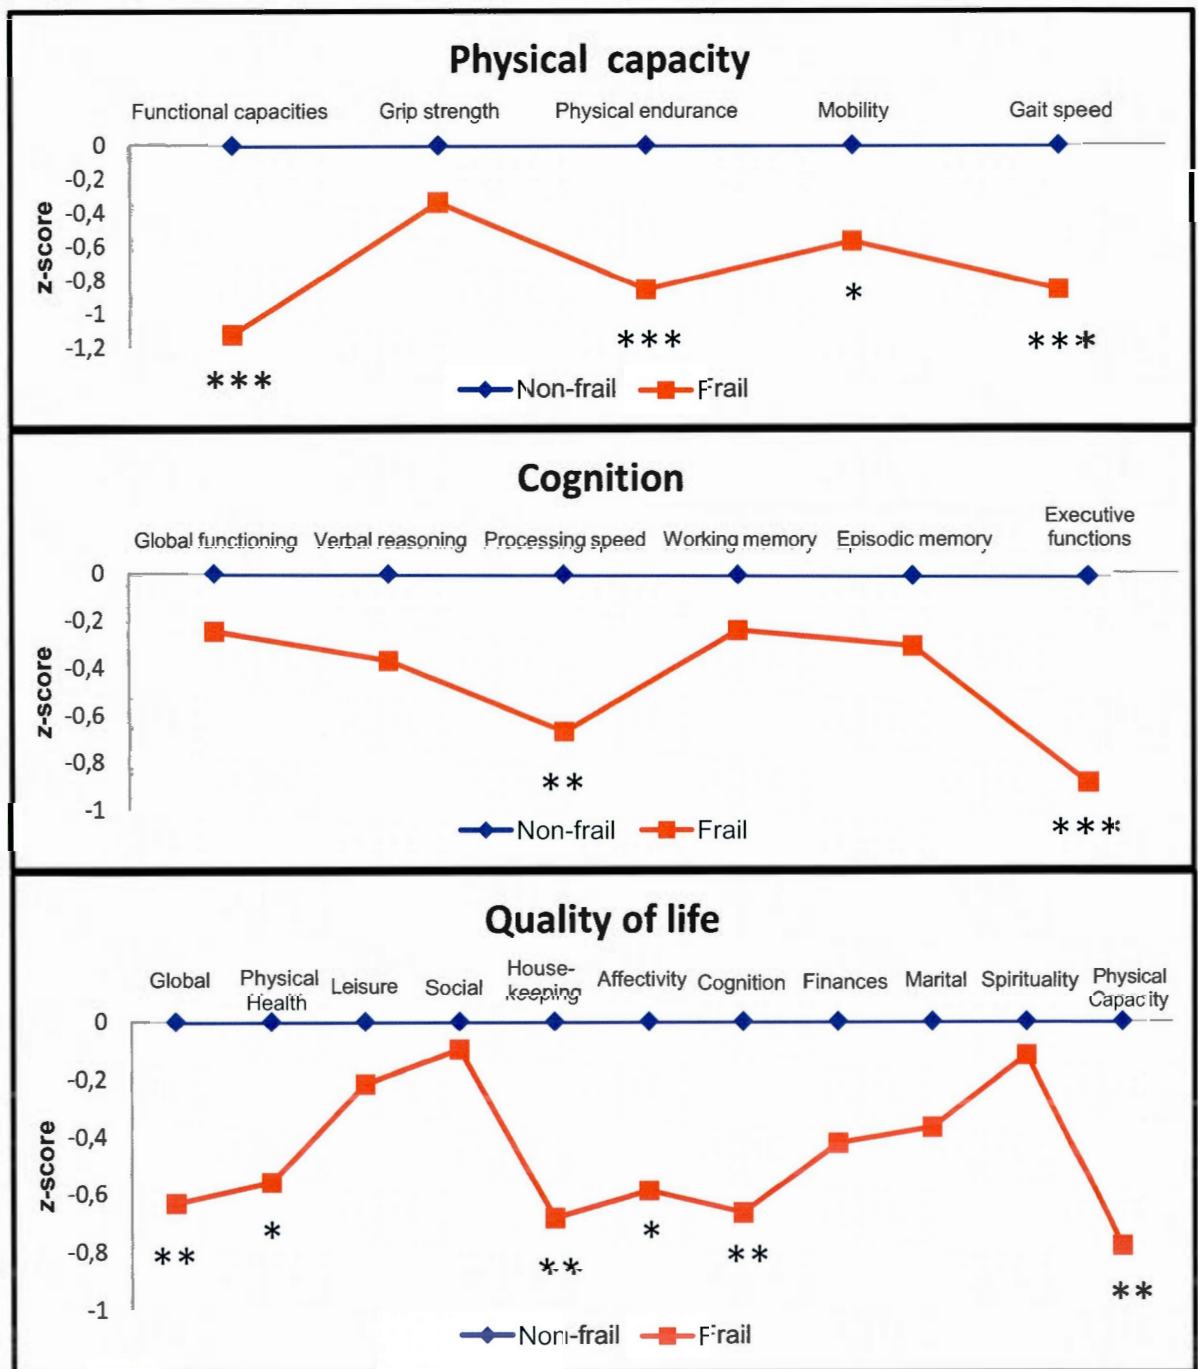 Physical capacity
Functional capacities Grip strength Physical endurance Mobility Gait speed
0
-0,2
-0,4
-0,6
-0,8
-1
-1,2
z-score
***
***
*
***
Non-frail Frail
Cognition
Global functioning Verbal reasoning Processing speed Working memory Episodic memory Executive functions
0
-0,2
-0,4
-0,6
-0,8
-1
z-score
**
***
Non-frail Frail
Quality of life
Global Physical Health Leisure Social House-keeping Affectivity Cognition Finances Marital Spirituality Physical Capacity
0
-0,2
-0,4
-0,6
-0,8
-1
z-score
**
*
**
*
**
**
Non-frail Frail